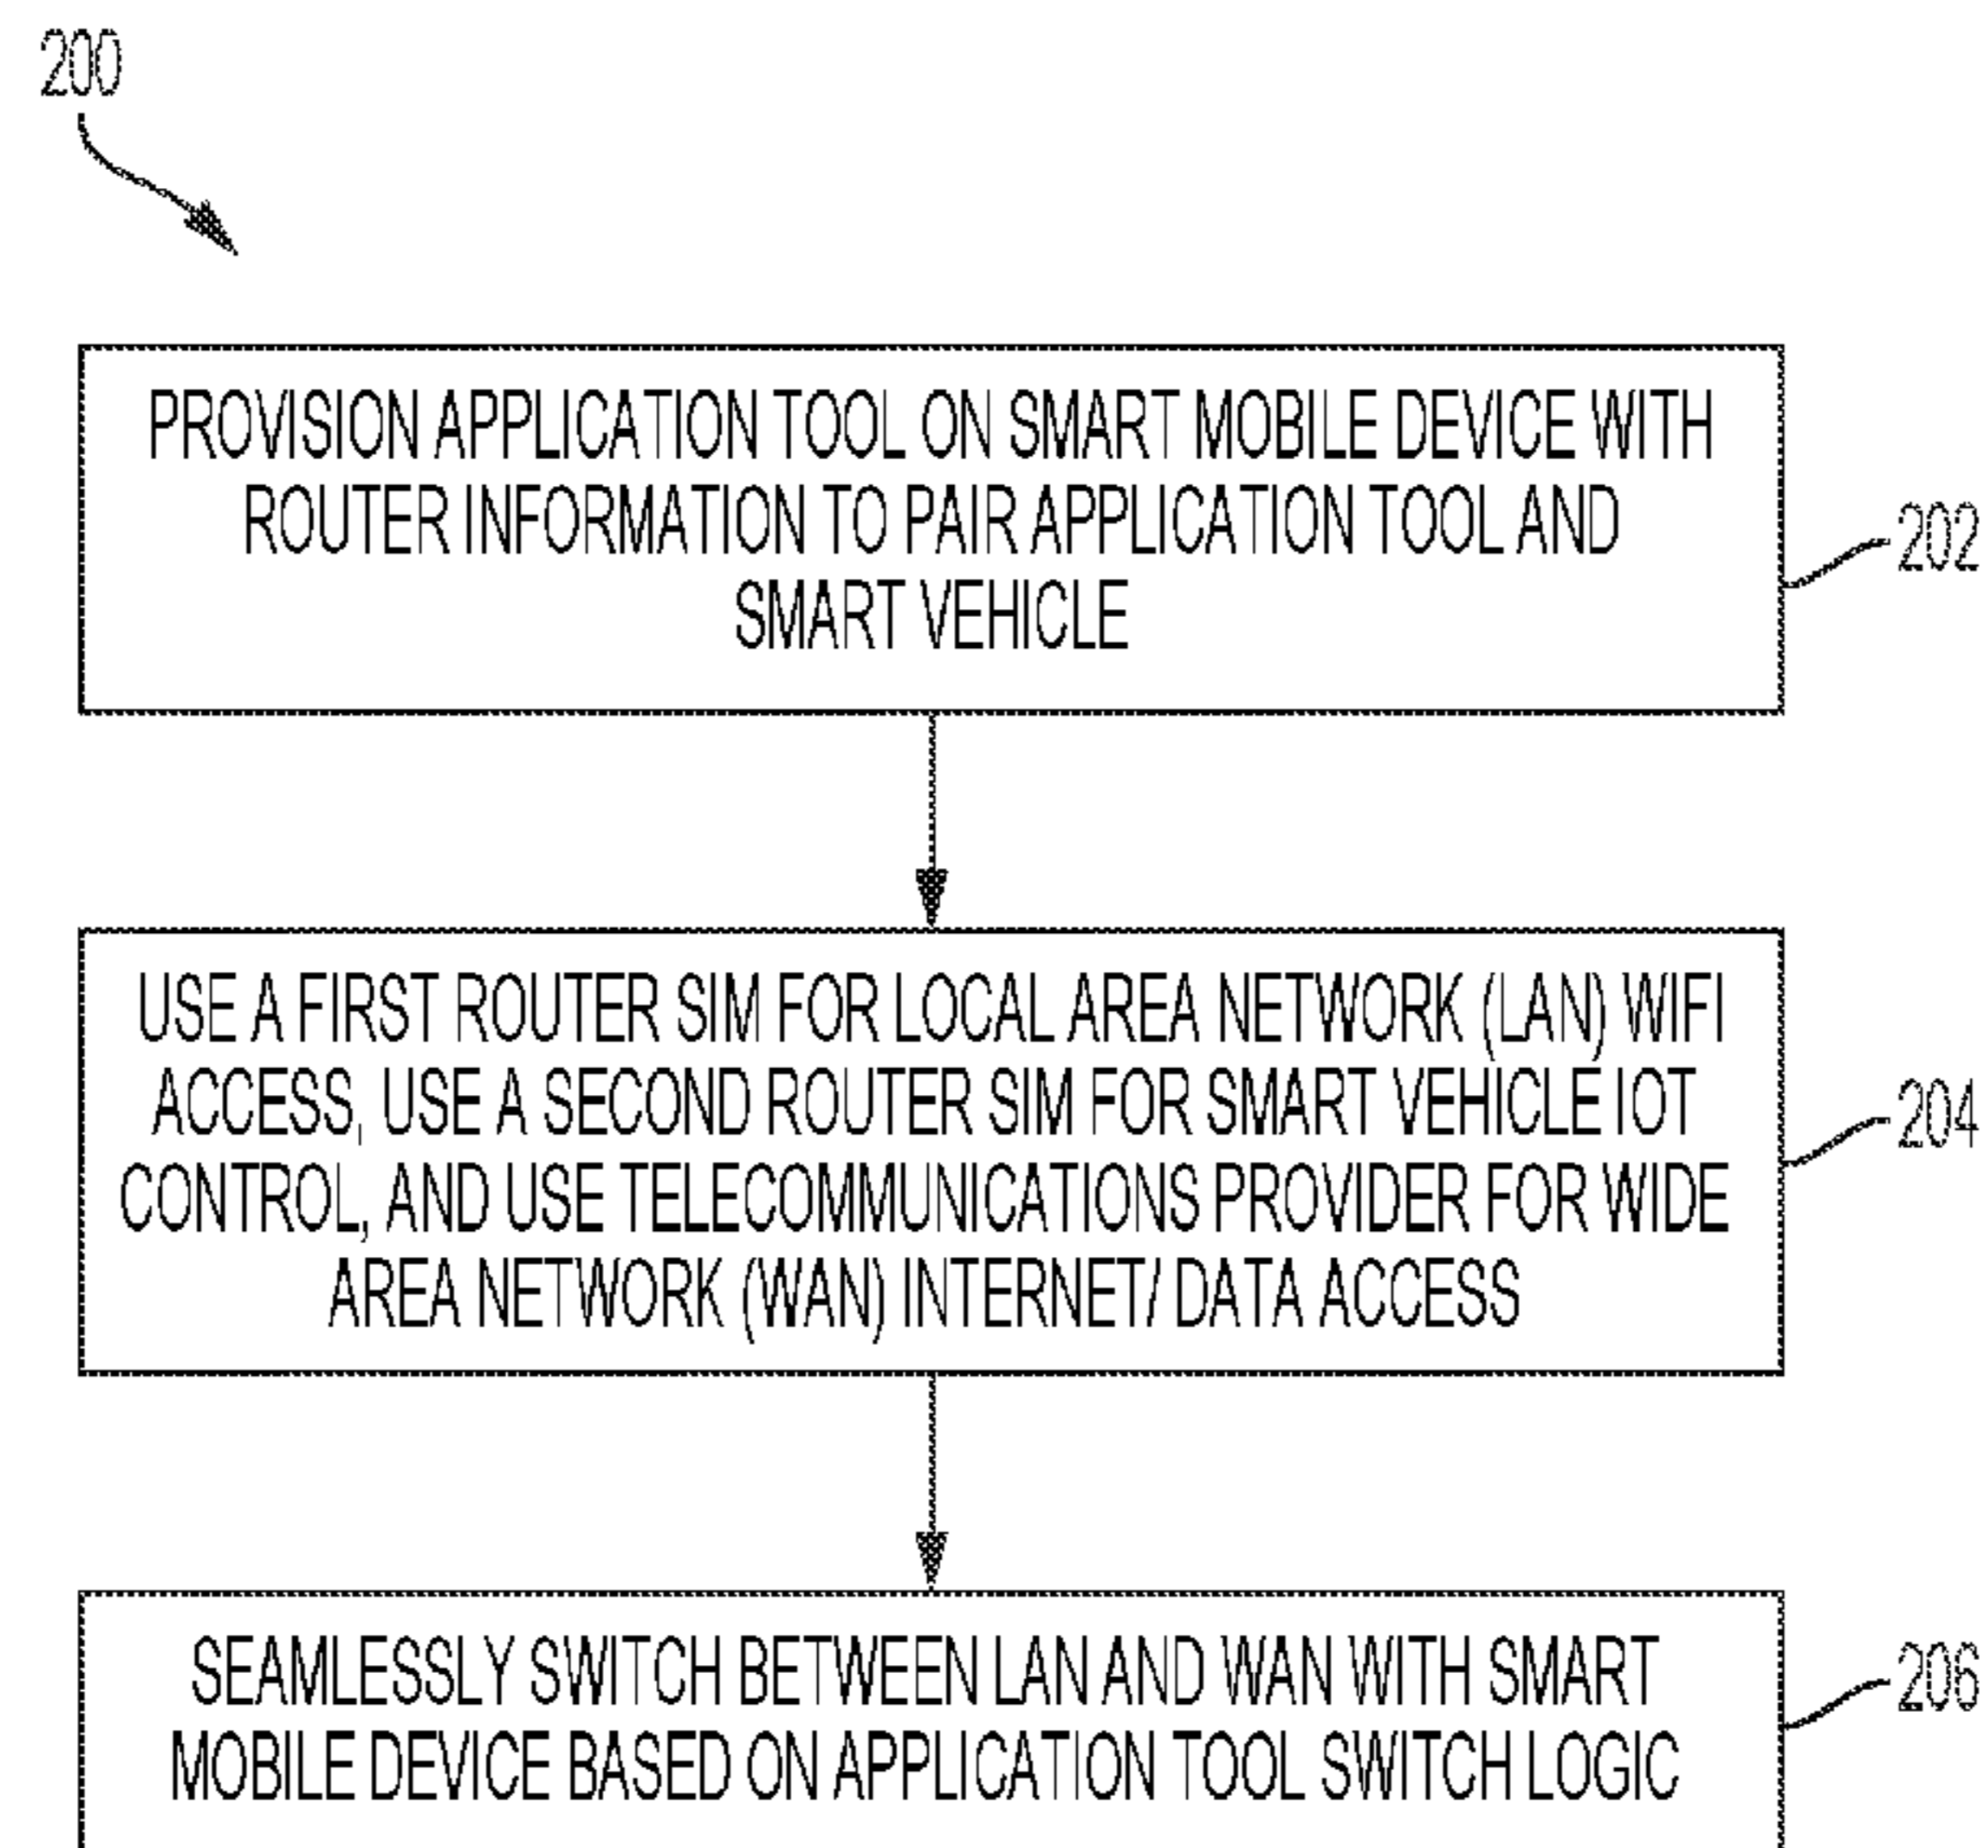 200
PROVISION APPLICATION TOOL ON SMART MOBILE DEVICE WITH
ROUTER INFORMATION TO PAIR APPLICATION TOOL AND
SMART VEHICLE
202
USE A FIRST ROUTER SIM FOR LOCAL AREA NETWORK (LAN) WIFI
ACCESS, USE A SECOND ROUTER SIM FOR SMART VEHICLE IOT
CONTROL, AND USE TELECOMMUNICATIONS PROVIDER FOR WIDE
AREA NETWORK (WAN) INTERNET/ DATA ACCESS
204
SEAMLESSLY SWITCH BETWEEN LAN AND WAN WITH SMART
MOBILE DEVICE BASED ON APPLICATION TOOL SWITCH LOGIC
206